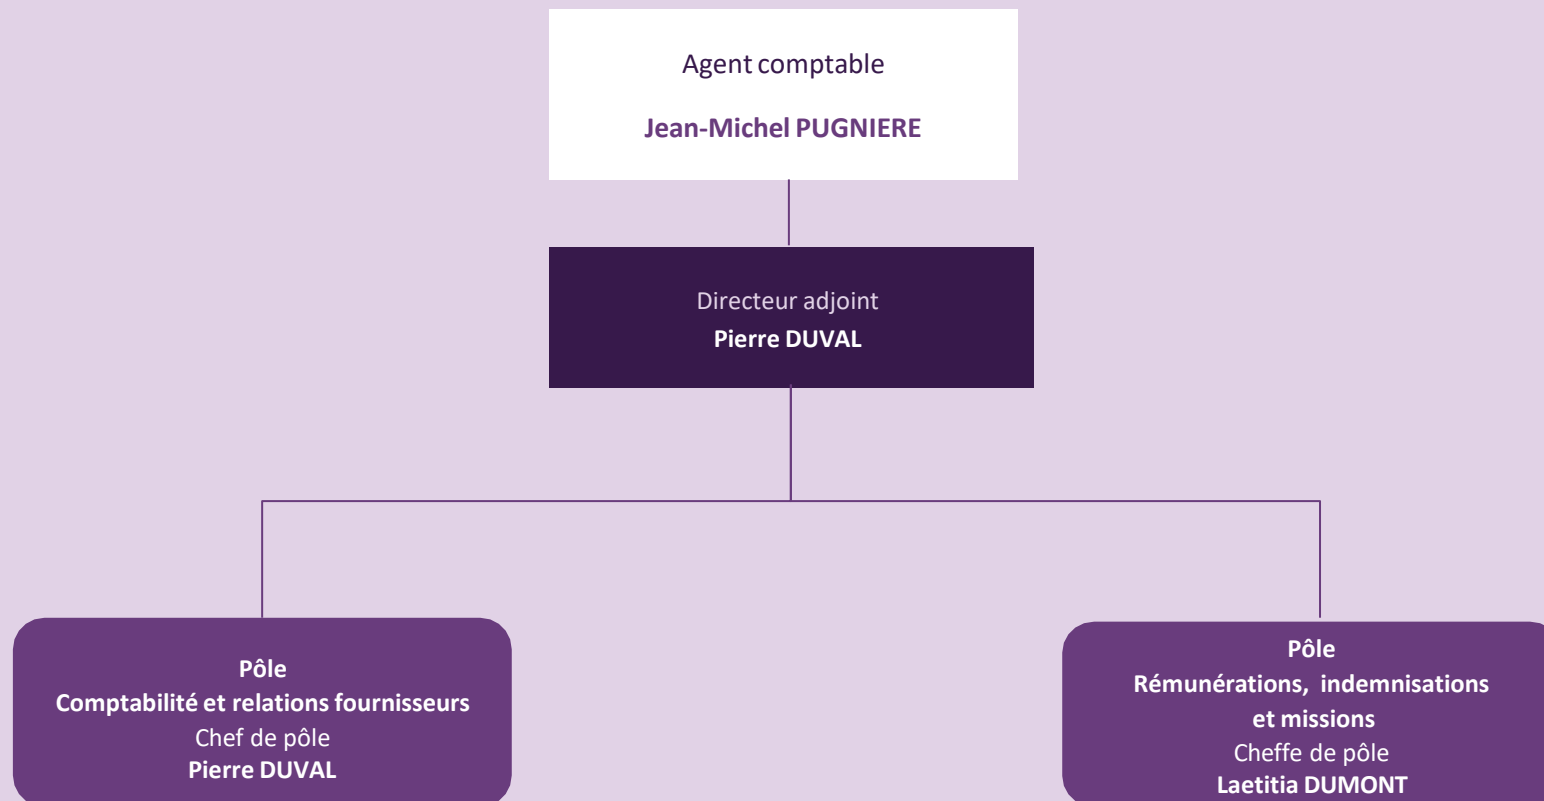 Agent comptable
Jean-Michel PUGNIERE
Directeur adjoint
Pierre DUVAL
Pôle
Comptabilité et relations fournisseurs
Chef de pôle
Pierre DUVAL
Pôle
Rémunérations, indemnisations
et missions
Cheffe de pôle
Laetitia DUMONT